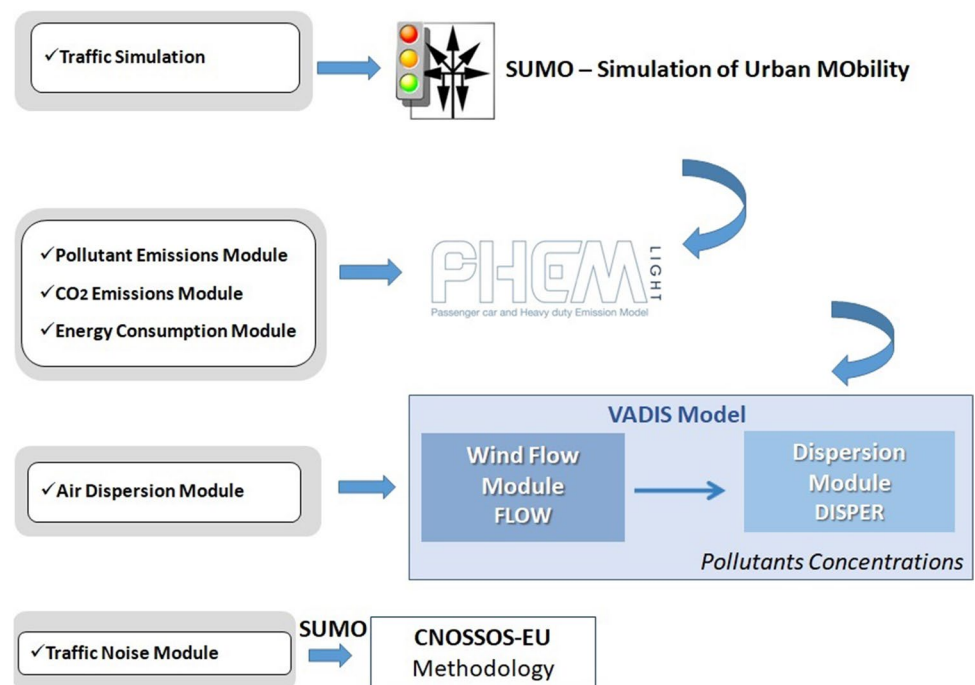 ✓Traffic Simulation
SUMO – Simulation of Urban MObility
✓Pollutant Emissions Module
✓CO2 Emissions Module
✓Energy Consumption Module
PHEM
LIGHT
Passenger car and Heavy duty Emission Model
VADIS Model
✓Air Dispersion Module
Wind Flow
Module
FLOW
Dispersion
Module
DISPER
Pollutants Concentrations
✓Traffic Noise Module
SUMO
CNOSSOS-EU
Methodology